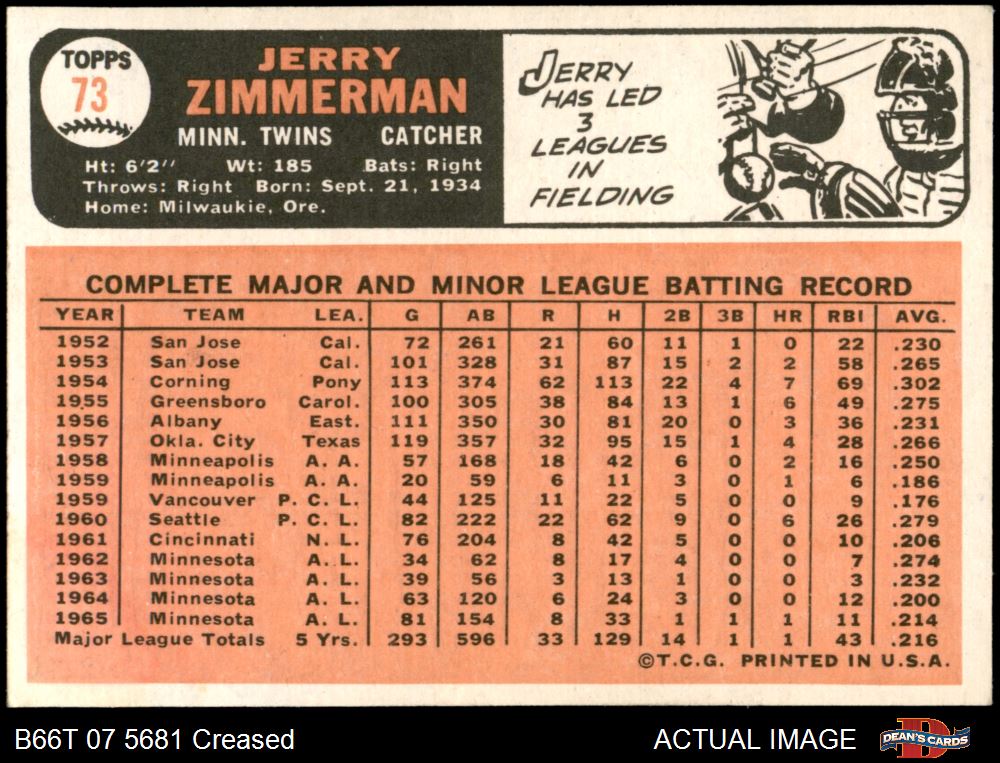 TOPPS
73
JERRY
ZIMMERMAN
MINN. TWINS CATCHER
Ht: 6'2" Wt: 185 Bats: Right
Throws: Right Born: Sept. 21, 1934
Home: Milwaukie, Ore.
JERRY
HAS LED
3
LEAGUES
IN
FIELDING
COMPLETE MAJOR AND MINOR LEAGUE BATTING RECORD
YEAR TEAM LEA. G AB R H 2B 3B HR RBI AVG.
1952 San Jose Cal. 72 261 21 60 11 1 0 22 .230
1953 San Jose Cal. 101 328 31 87 15 2 2 58 .265
1954 Corning Pony 113 374 62 113 22 4 7 69 .302
1955 Greensboro Carol. 100 305 38 84 13 1 6 49 .275
1956 Albany East. 111 350 30 81 20 0 3 36 .231
1957 Okla. City Texas 119 357 32 95 15 1 4 28 .266
1958 Minneapolis A. A. 57 168 18 42 6 0 2 16 .250
1959 Minneapolis A. A. 20 59 6 11 3 0 1 6 .186
1959 Vancouver P. C. L. 44 125 11 22 5 0 0 9 .176
1960 Seattle P. C. L. 82 222 22 62 9 0 6 26 .279
1961 Cincinnati N. L. 76 204 8 42 5 0 0 10 .206
1962 Minnesota A. L. 34 62 8 17 4 0 0 7 .274
1963 Minnesota A. L. 39 56 3 13 1 0 0 3 .232
1964 Minnesota A. L. 63 120 6 24 3 0 0 12 .200
1965 Minnesota A. L. 81 154 8 33 1 1 1 11 .214
Major League Totals 5 Yrs. 293 596 33 129 14 1 1 43 .216
©T.C.G. PRINTED IN U.S.A.
B66T 07 5681 Creased ACTUAL IMAGE
DEAN'S CARDS